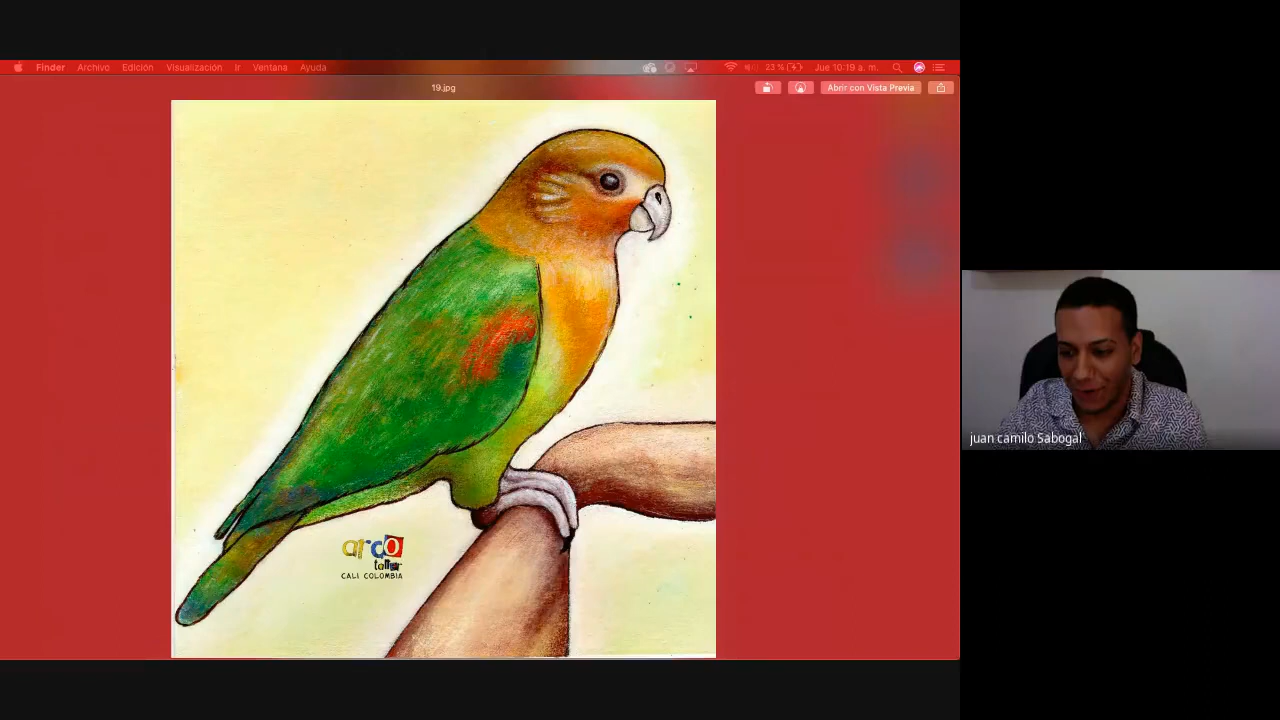 Finder Archivo Edición Visualización Ir Ventana Ayuda 23 % Jue 10:19 a. m.
19.jpg Abrir con Vista Previa
arco
taller
CALI COLOMBIA
juan camilo Sabogal